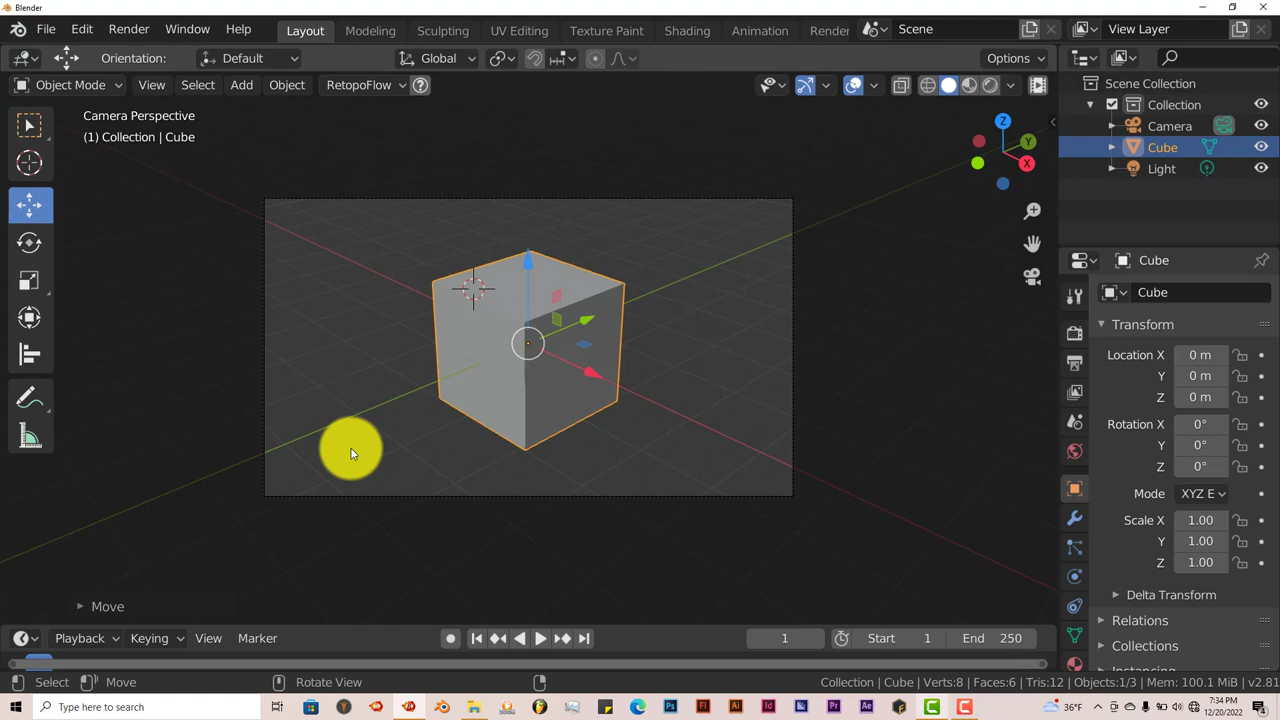 Blender
File Edit Render Window Help Layout Modeling Sculpting UV Editing Texture Paint Shading Animation Render Scene View Layer
Orientation: Default Global Options
Object Mode View Select Add Object RetopoFlow
Camera Perspective
(1) Collection | Cube
Z
Y
X
Scene Collection
Collection
Camera
Cube
Light
Cube
Cube
Transform
Location X 0 m
Y 0 m
Z 0 m
Rotation X 0°
Y 0°
Z 0°
Mode XYZ E
Scale X 1.00
Y 1.00
Z 1.00
Delta Transform
Relations
Collections
Instancing
Move
Playback Keying View Marker 1 Start 1 End 250
Select Move Rotate View Collection | Cube | Verts:8 | Faces:6 | Tris:12 | Objects:1/3 | Mem: 100.1 MiB | v2.81
Type here to search 36°F 7:34 PM
12/20/2022